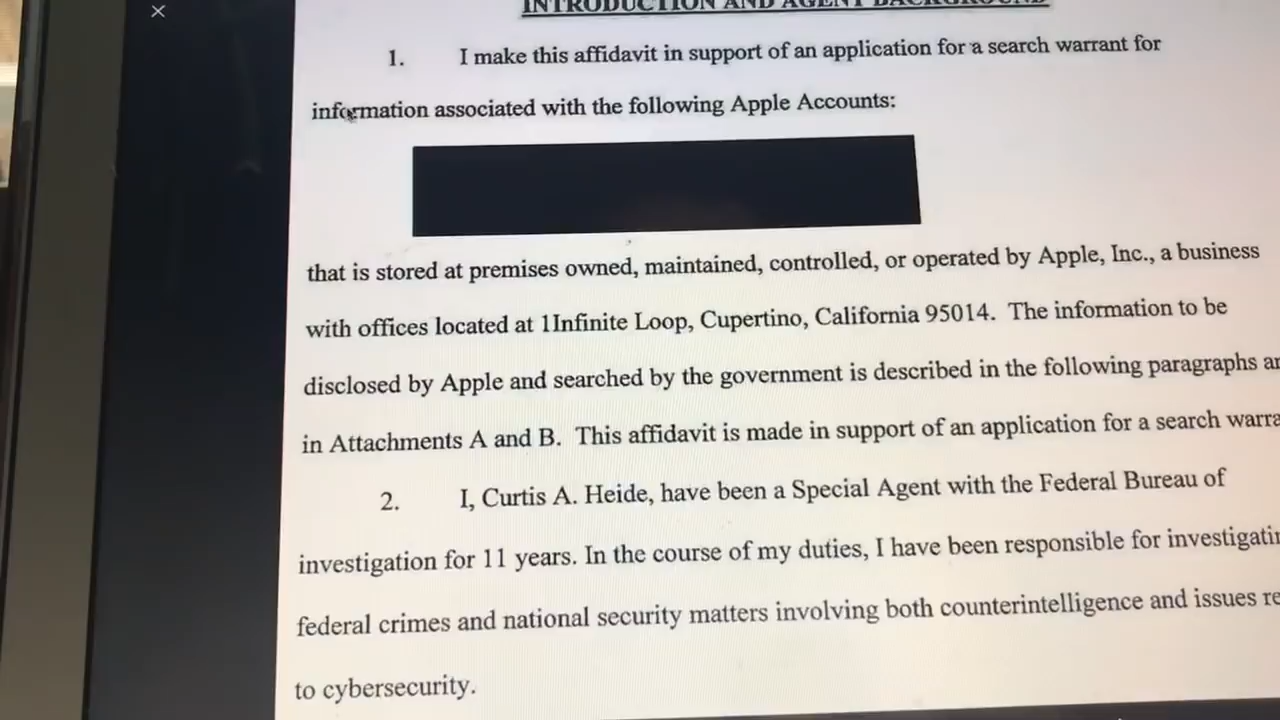 INTRODUCTION AND AGENT BACKGROUND
1. I make this affidavit in support of an application for a search warrant for
information associated with the following Apple Accounts:
that is stored at premises owned, maintained, controlled, or operated by Apple, Inc., a business
with offices located at 1Infinite Loop, Cupertino, California 95014. The information to be
disclosed by Apple and searched by the government is described in the following paragraphs
in Attachments A and B. This affidavit is made in support of an application for a search
2. I, Curtis A. Heide, have been a Special Agent with the Federal Bureau of
investigation for 11 years. In the course of my duties, I have been responsible for
federal crimes and national security matters involving both counterintelligence and issues
to cybersecurity.